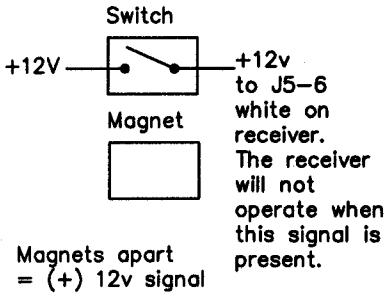 Switch
+12V
+12v
to J5-6
white on
receiver.
The receiver
will not
operate when
this signal is
present.
Magnet
Magnets apart
= (+) 12v signal